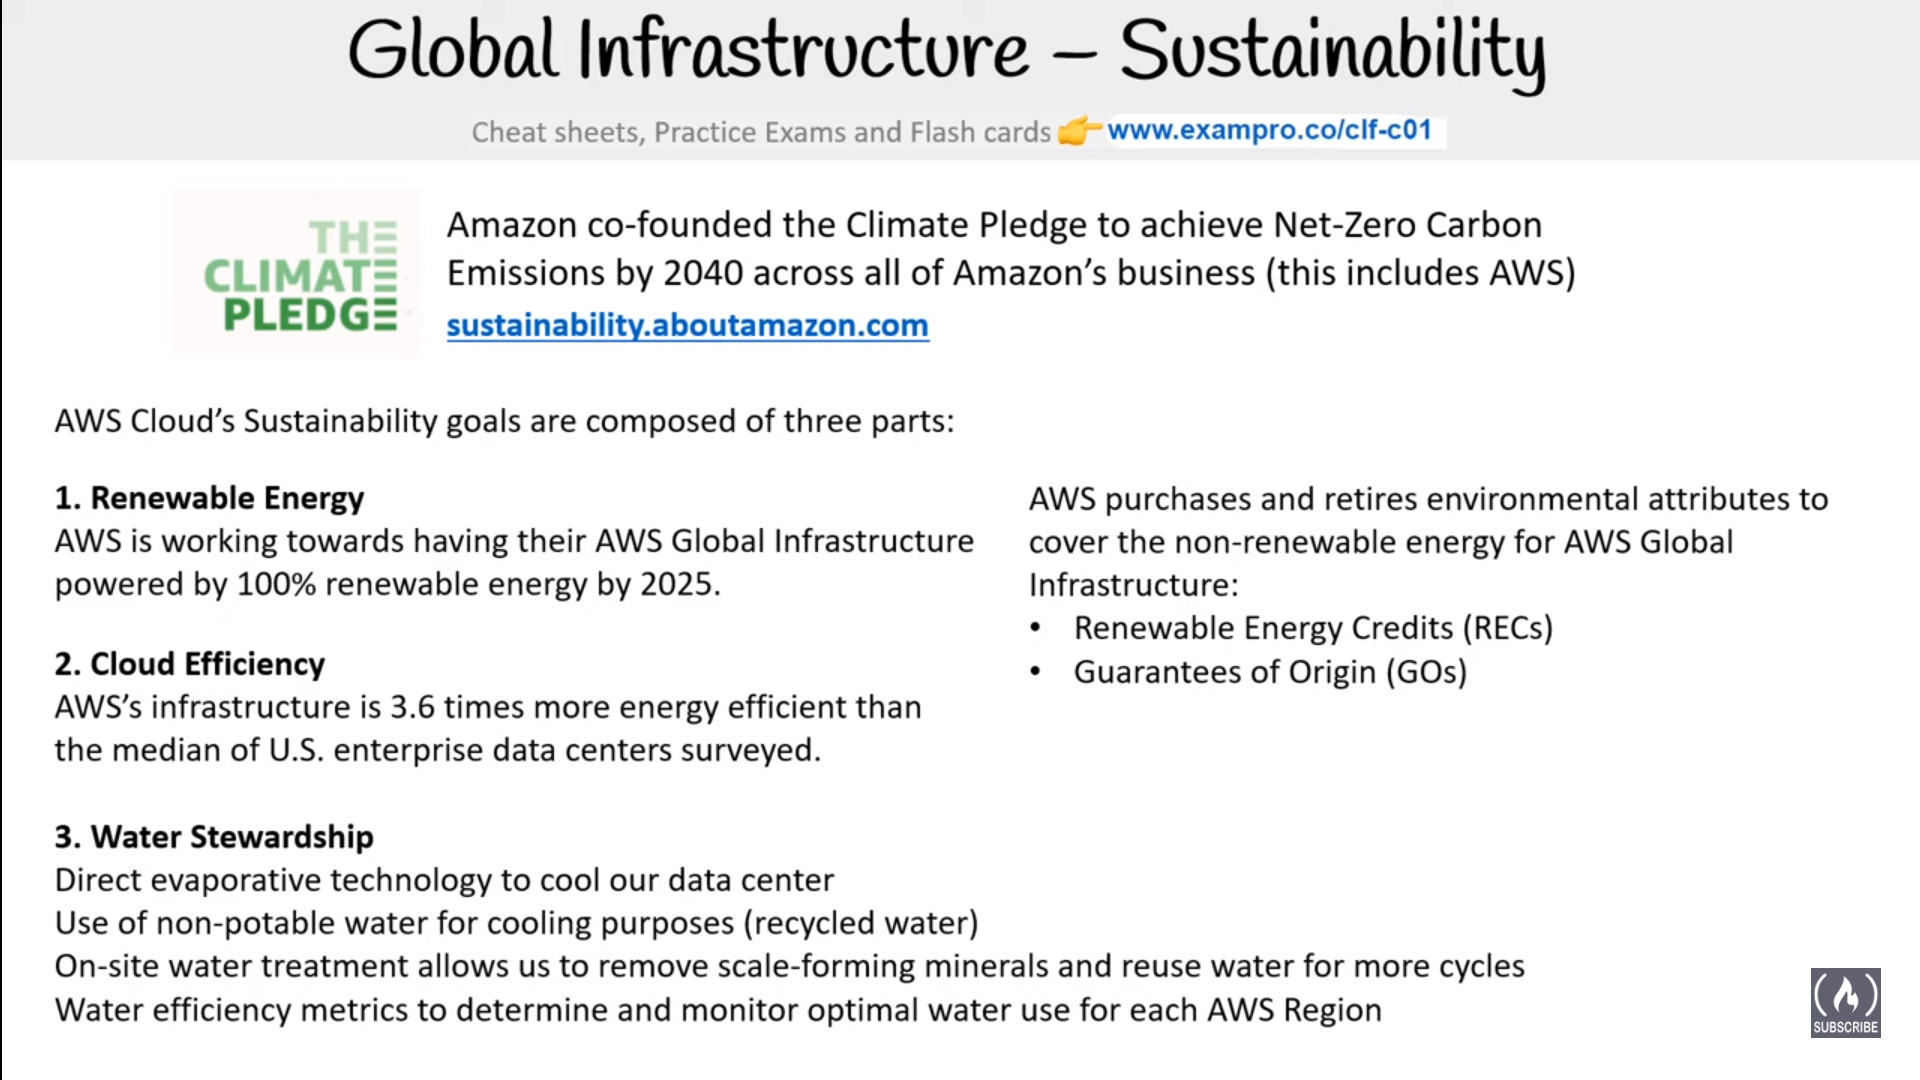 Global Infrastructure – Sustainability
Cheat sheets, Practice Exams and Flash cards 👉 www.exampro.co/clf-c01
THE
CLIMATE
PLEDGE
Amazon co-founded the Climate Pledge to achieve Net-Zero Carbon
Emissions by 2040 across all of Amazon’s business (this includes AWS)
sustainability.aboutamazon.com
AWS Cloud’s Sustainability goals are composed of three parts:
1. Renewable Energy
AWS is working towards having their AWS Global Infrastructure
powered by 100% renewable energy by 2025.
2. Cloud Efficiency
AWS’s infrastructure is 3.6 times more energy efficient than
the median of U.S. enterprise data centers surveyed.
3. Water Stewardship
Direct evaporative technology to cool our data center
Use of non-potable water for cooling purposes (recycled water)
On-site water treatment allows us to remove scale-forming minerals and reuse water for more cycles
Water efficiency metrics to determine and monitor optimal water use for each AWS Region
AWS purchases and retires environmental attributes to
cover the non-renewable energy for AWS Global
Infrastructure:
• Renewable Energy Credits (RECs)
• Guarantees of Origin (GOs)
SUBSCRIBE